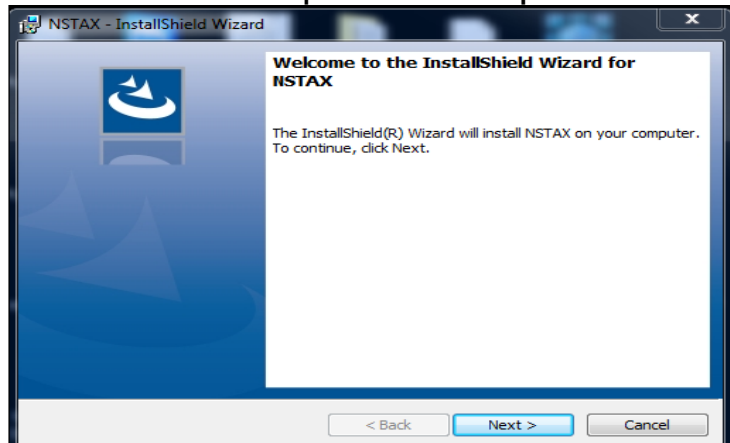 NSTAX - InstallShield Wizard
Welcome to the InstallShield Wizard for
NSTAX
The InstallShield(R) Wizard will install NSTAX on your computer.
To continue, click Next.
< Back
Next >
Cancel